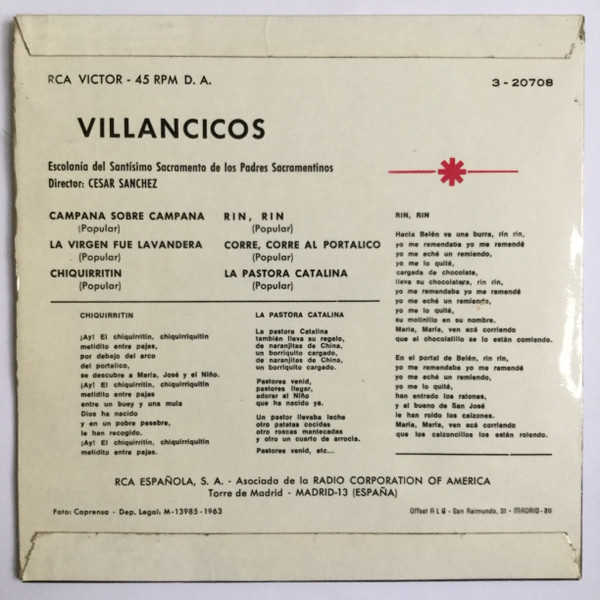 RCA VICTOR - 45 RPM D. A.
3 - 20708
VILLANCICOS
Escolanía del Santísimo Sacramento de los Padres Sacramentinos
Director: CESAR SANCHEZ
CAMPANA SOBRE CAMPANA
(Popular)
LA VIRGEN FUE LAVANDERA
(Popular)
CHIQUIRRITIN
(Popular)
RIN, RIN
(Popular)
CORRE, CORRE AL PORTALICO
(Popular)
LA PASTORA CATALINA
(Popular)
CHIQUIRRITIN
¡Ay! El chiquirritín, chiquirriquitín
metidito entre pajas,
por debajo del arco
del portalico,
se descubre a María, José y el Niño.
¡Ay! El chiquirritín, chiquirriquitín
metidito entre pajas
entre un buey y una mula
Dios ha nacido
y en un pobre pesebre,
le han recogido.
¡Ay! El chiquirritín, chiquirriquitín
metidito entre pajas.
LA PASTORA CATALINA
La pastora Catalina
también lleva su regalo,
de naranjitas de China,
un borriquito cargado,
de naranjitas de China,
un borriquito cargado.
Pastores venid,
pastores llegar,
adorar al Niño
que ha nacido ya.
Un pastor llevaba leche
otro patatas cocidas
otro roscas mantecadas
y otro un cuarto de arrocia.
Pastores venid, etc...
RIN, RIN
Hacia Belén va una burra, rin rin,
yo me remendaba yo me remendé
yo me eché un remiendo,
yo me lo quité,
cargada de chocolate,
lleva su chocolatara, rin rin,
yo me remendaba yo me remendé
yo me eché un remiendo,
yo me lo quité,
su molinillo en su nombre,
María, María, ven acá corriendo
que el chocolatillo se lo están comiendo.
En el portal de Belén, rin rin,
yo me remendaba yo me remendé
yo me eché un remiendo,
yo me lo quité,
han entrado los ratones,
y al bueno de San José
le han roído los calzones.
María, María, ven acá corriendo
que los calzoncillos los están roiendo.
RCA ESPAÑOLA, S. A. - Asociada de la RADIO CORPORATION OF AMERICA
Torre de Madrid - MADRID-13 (ESPAÑA)
Foto: Coprensa - Dep. Legal: M-13985-1963
Offset - San Raimundo, 31 - MADRID-20